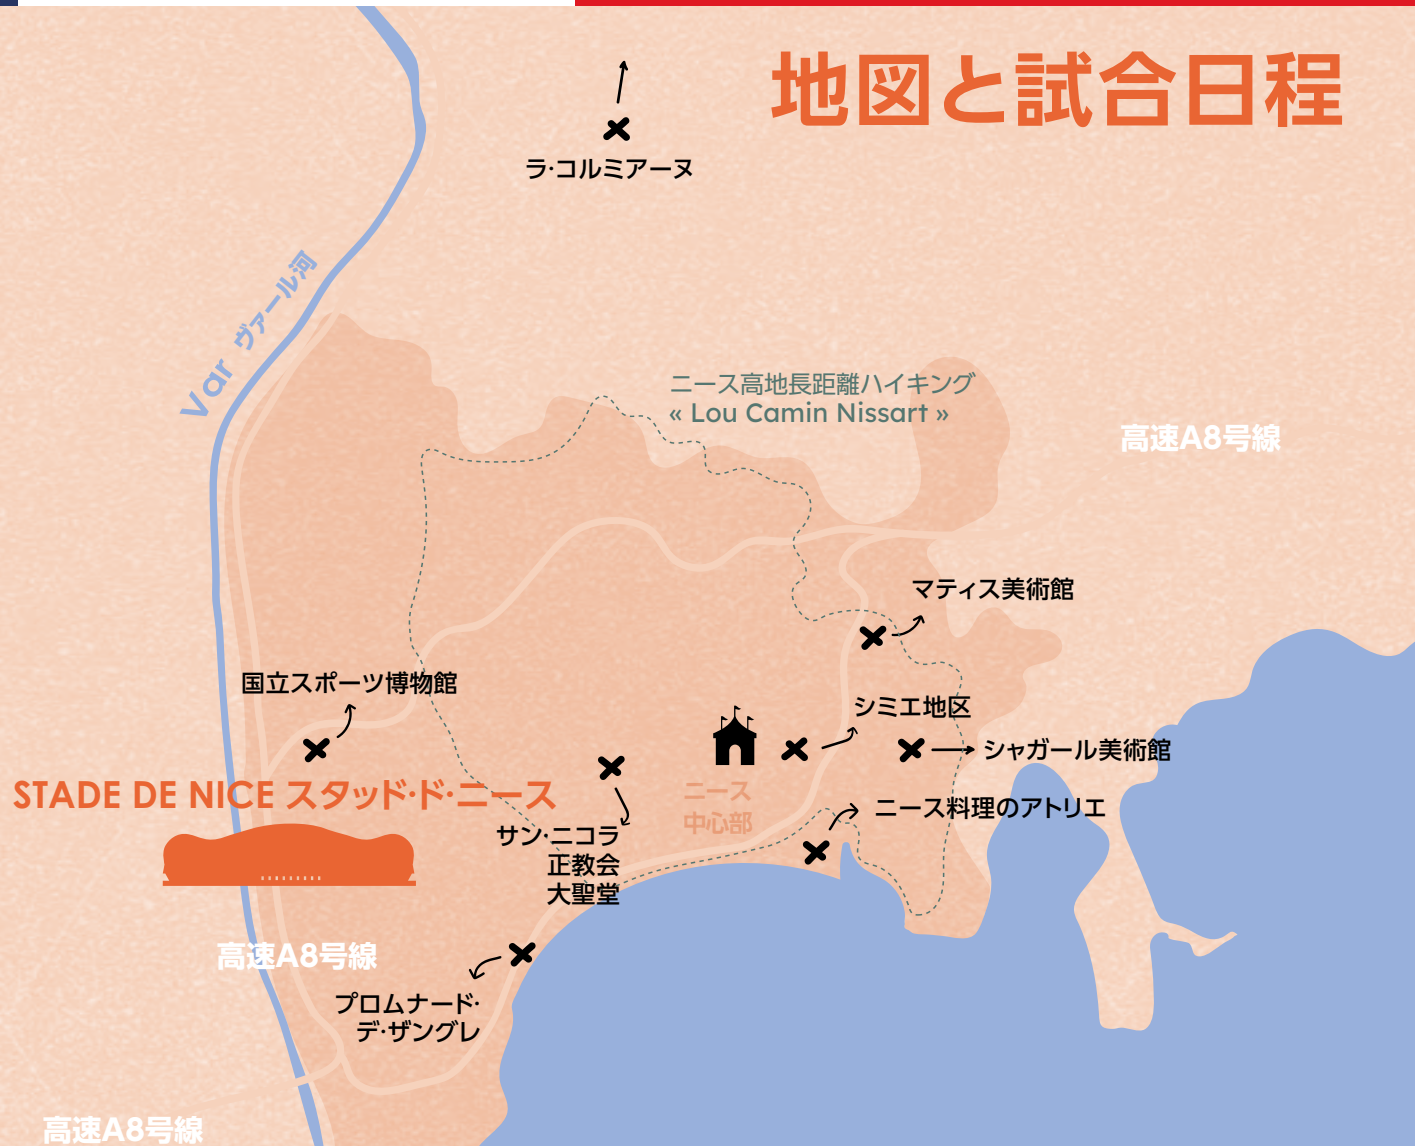 地図と試合日程
ラ·コルミアーヌ
Var ヴァール河
ニース高地長距離ハイキング
« Lou Camin Nissart »
高速A8号線
マティス美術館
国立スポーツ博物館
シミエ地区
シャガール美術館
STADE DE NICE スタッド·ド·ニース
ニース
中心部
ニース料理のアトリエ
サン·ニコラ
正教会
大聖堂
高速A8号線
プロムナード·
デ·ザングレ
高速A8号線